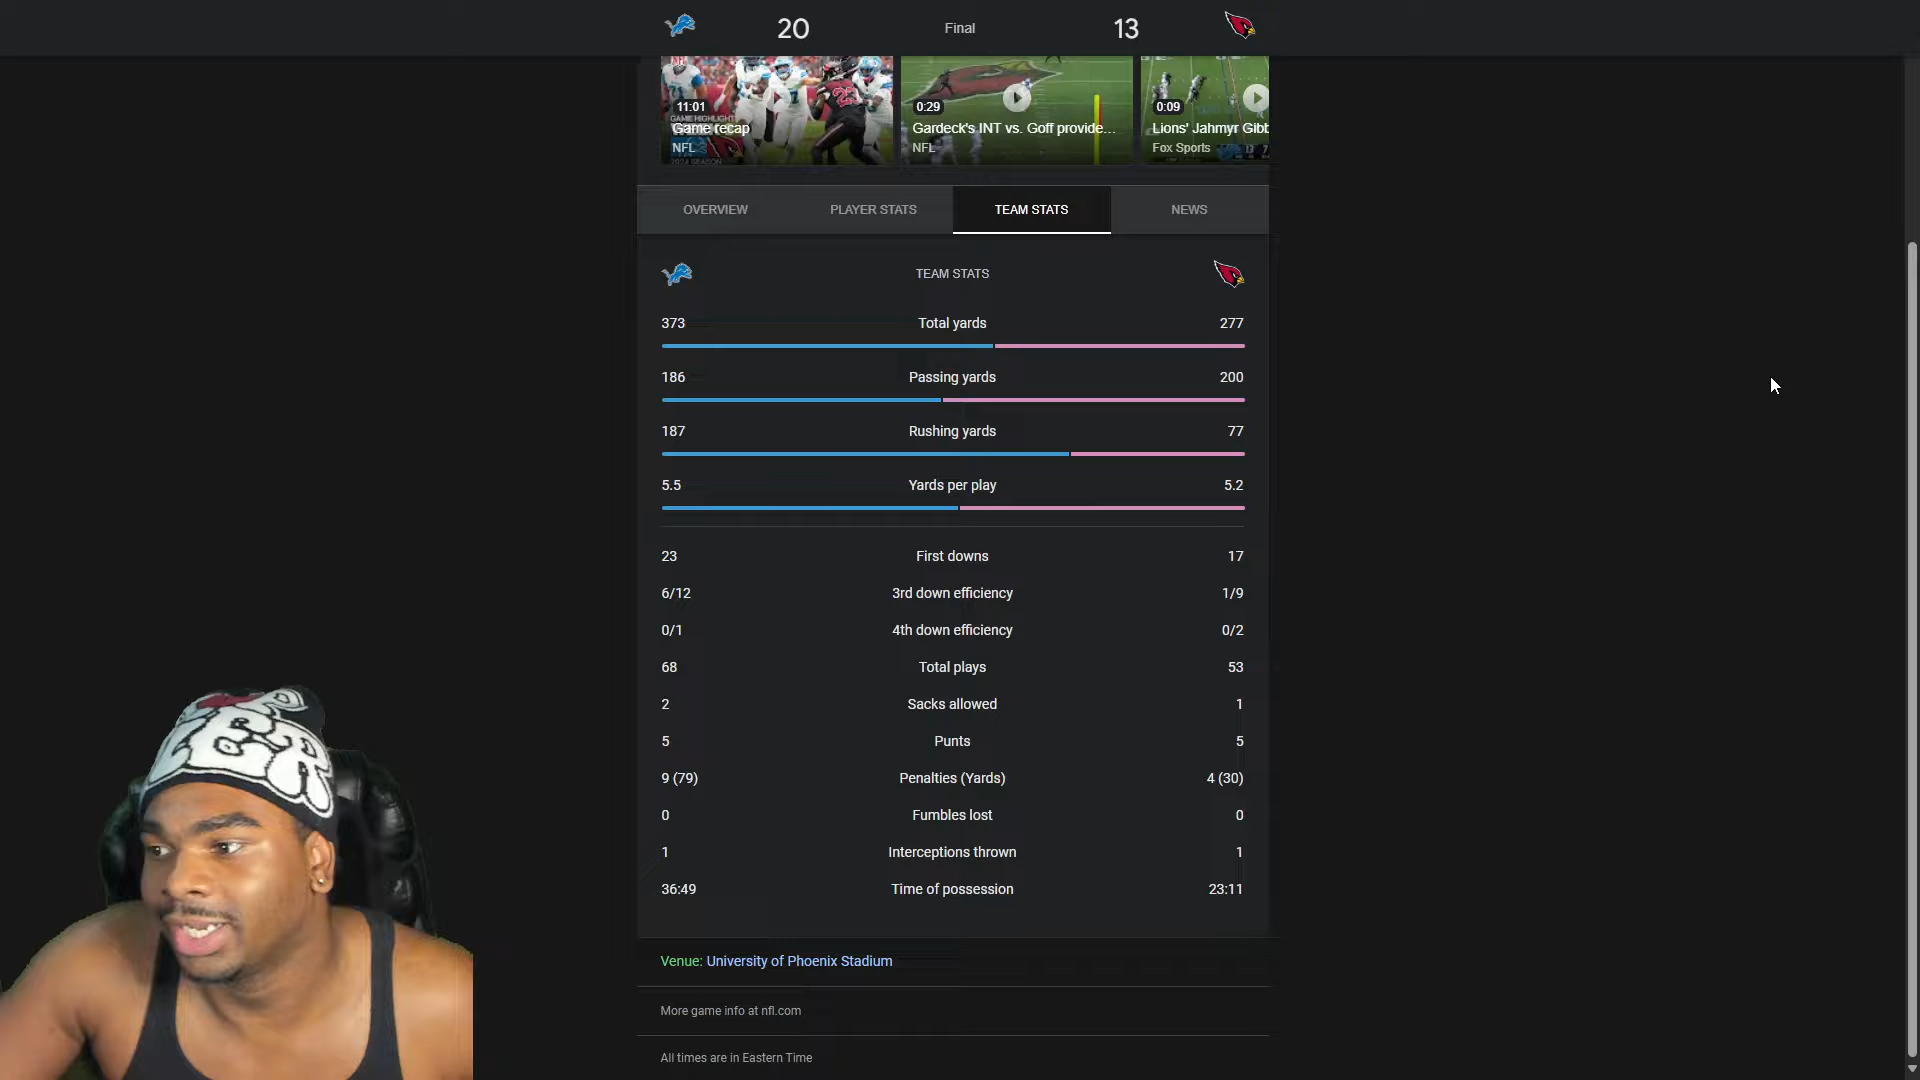 20 Final 13
11:01
GAME HIGHLIGHTS
Game recap
NFL
2024 SEASON
0:29
Gardeck's INT vs. Goff provide...
NFL
0:09
Lions' Jahmyr Gibb
Fox Sports
OVERVIEW PLAYER STATS TEAM STATS NEWS
TEAM STATS
373 Total yards 277
186 Passing yards 200
187 Rushing yards 77
5.5 Yards per play 5.2
23 First downs 17
6/12 3rd down efficiency 1/9
0/1 4th down efficiency 0/2
68 Total plays 53
2 Sacks allowed 1
5 Punts 5
9 (79) Penalties (Yards) 4 (30)
0 Fumbles lost 0
1 Interceptions thrown 1
36:49 Time of possession 23:11
Venue: University of Phoenix Stadium
More game info at nfl.com
All times are in Eastern Time